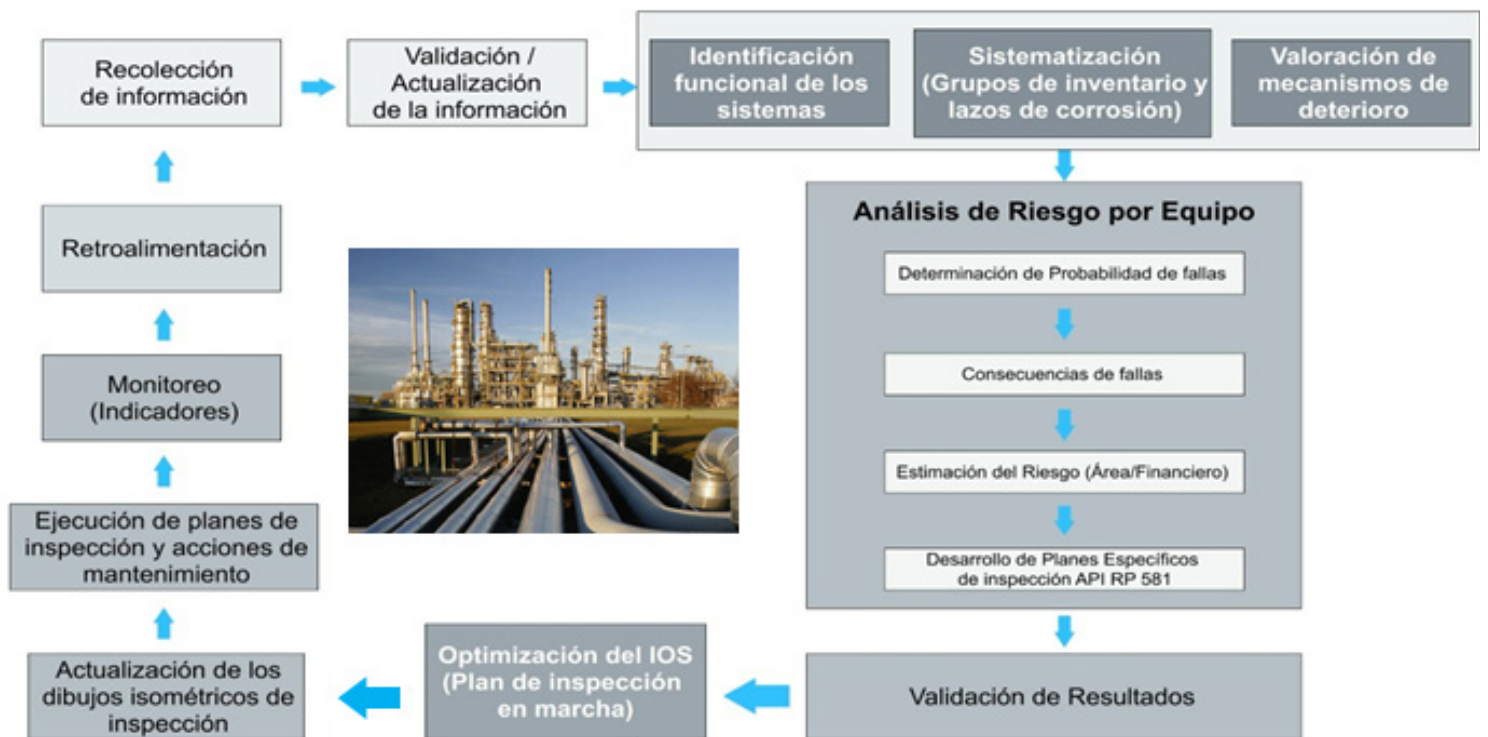 Recolección
de información
Validación /
Actualización
de la información
Identificación
funcional de los
sistemas
Sistematización
(Grupos de inventario y
lazos de corrosión)
Valoración de
mecanismos de
deterioro
Análisis de Riesgo por Equipo
Determinación de Probabilidad de fallas
Consecuencias de fallas
Estimación del Riesgo (Área/Financiero)
Desarrollo de Planes Específicos
de inspección API RP 581
Validación de Resultados
Optimización del IOS
(Plan de inspección
en marcha)
Actualización de los
dibujos isométricos de
inspección
Ejecución de planes de
inspección y acciones de
mantenimiento
Monitoreo
(Indicadores)
Retroalimentación